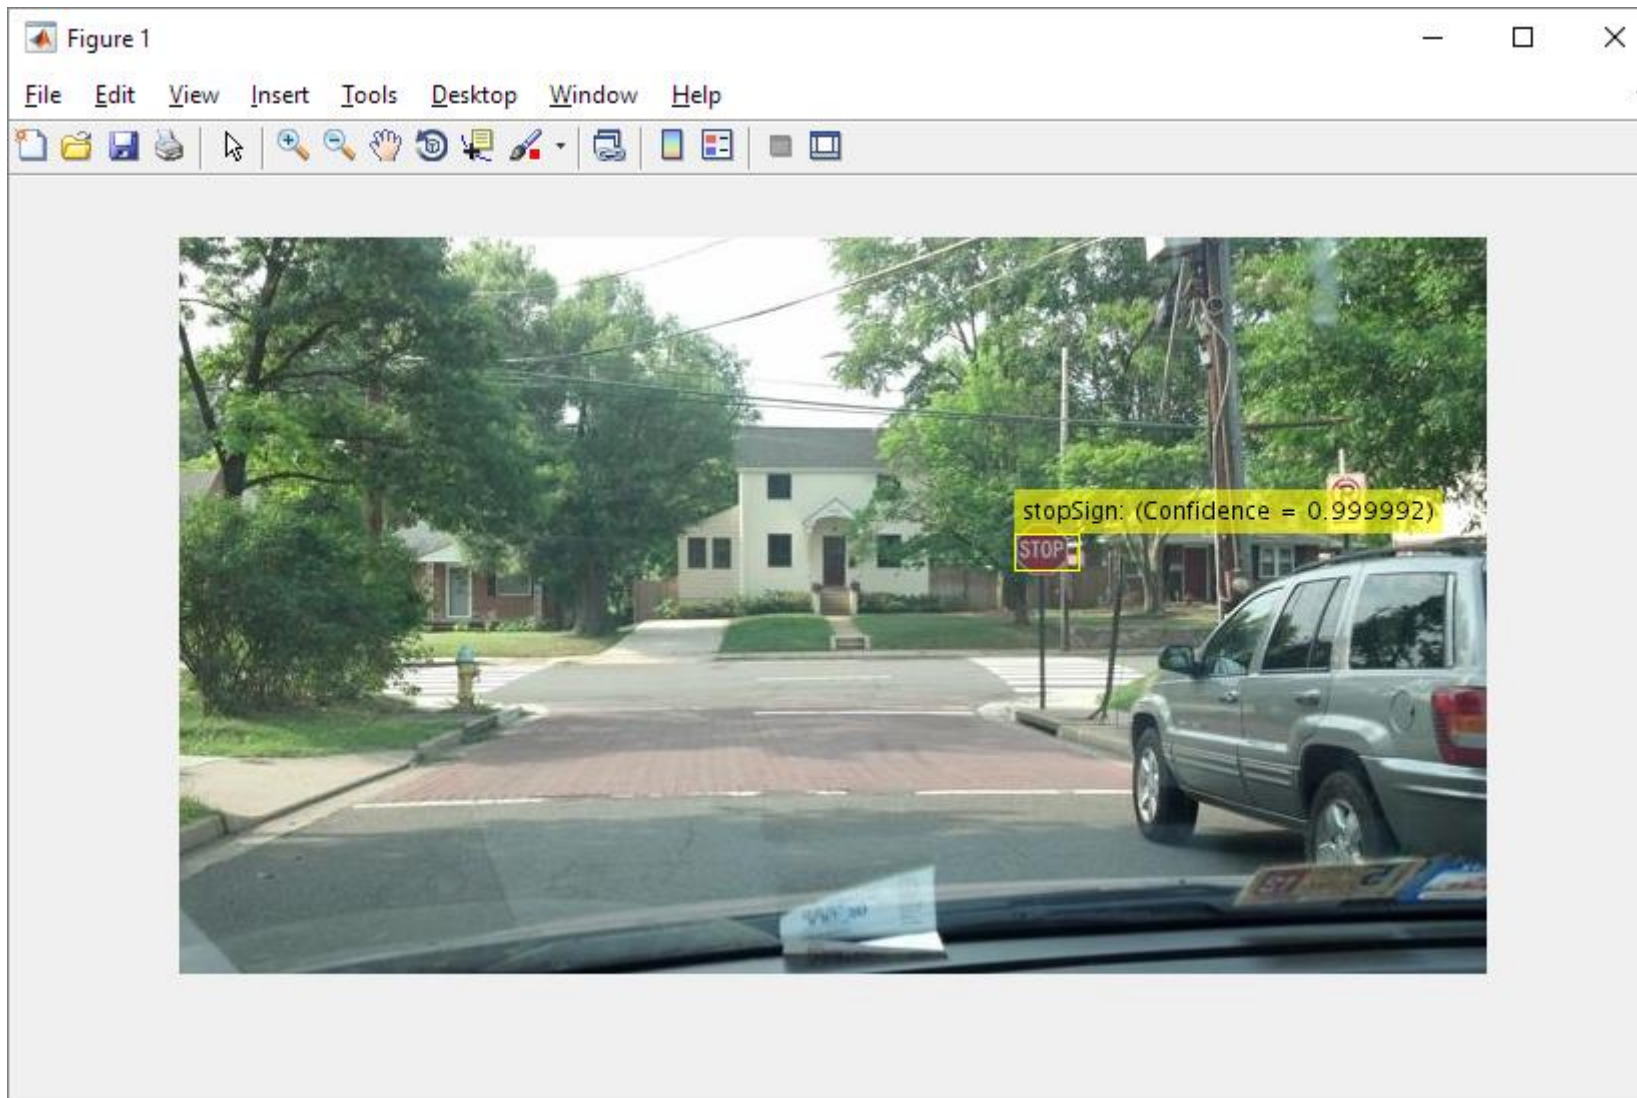 Figure 1
File Edit View Insert Tools Desktop Window Help
stopSign: (Confidence = 0.999992)
STOP